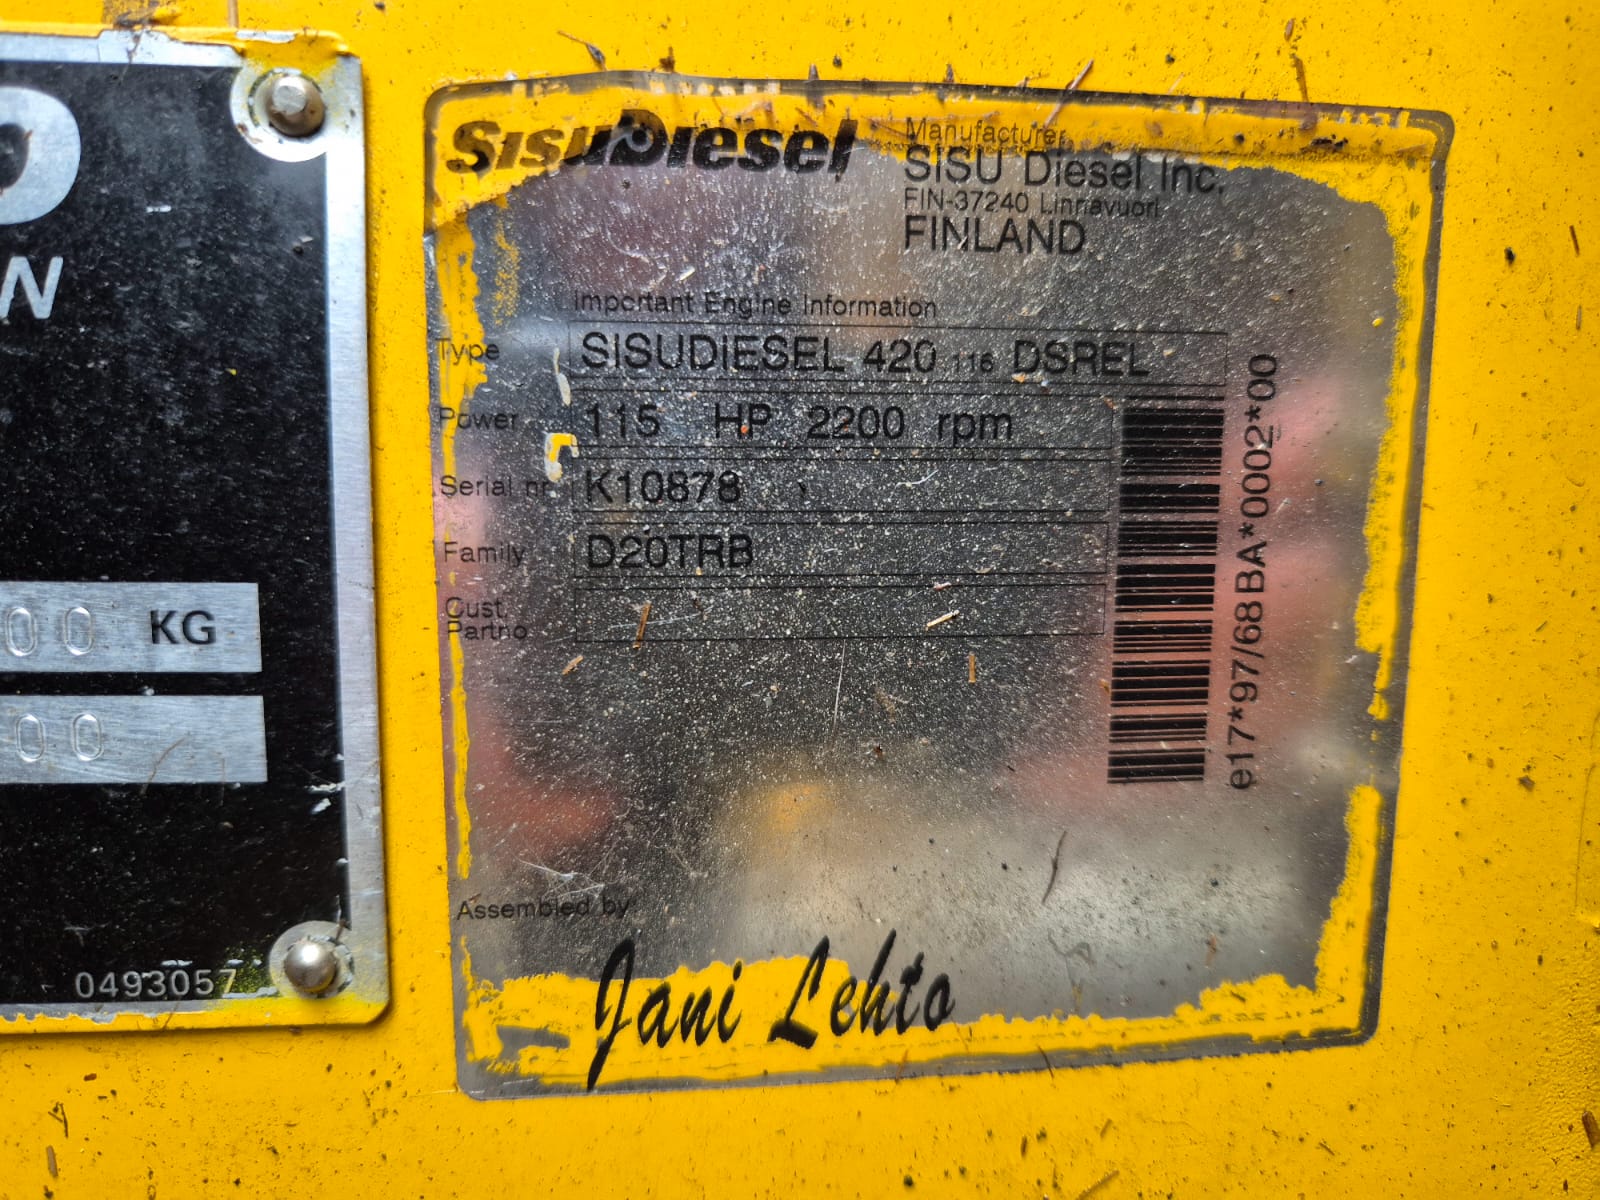 N
00 KG
00
0493057
SISUDIESEL
Manufacturer
SISU Diesel Inc.
FIN-37240 Linnavuori
FINLAND
Important Engine Information
Type SISUDIESEL 420 .116 DSREL
Power 115 HP 2200 rpm
Serial nr K10878
Family D20TRB
Cust.
Partno
e17*97/68BA*0002*00
Assembled by:
Jani Lehto